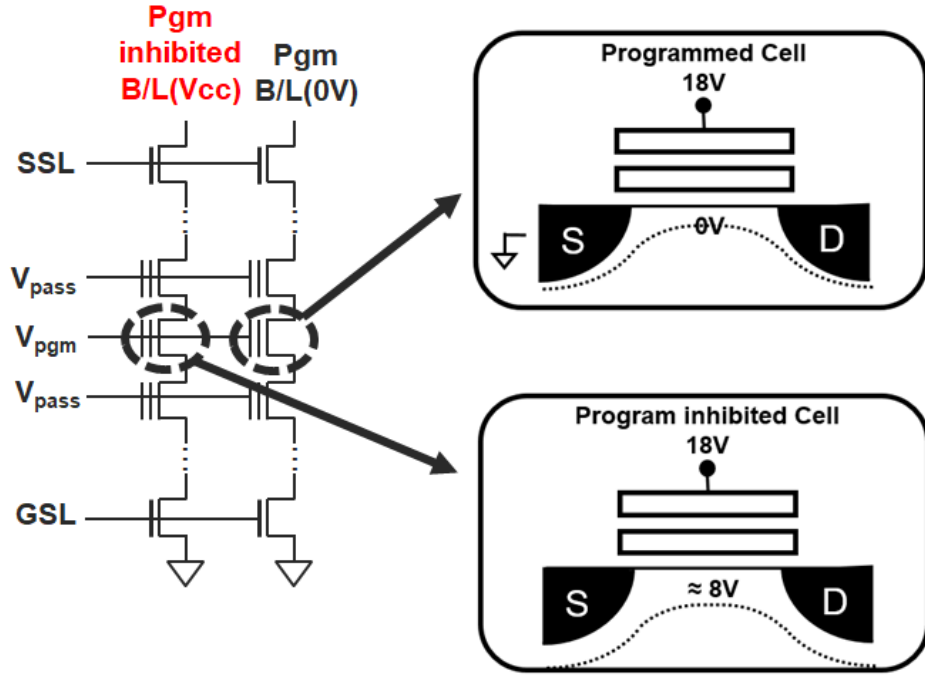 Pgm
inhibited
B/L(Vcc)
Pgm
B/L(0V)
SSL
Vpass
Vpgm
Vpass
GSL
Programmed Cell
18V
0V
S
D
Program inhibited Cell
18V
≈ 8V
S
D